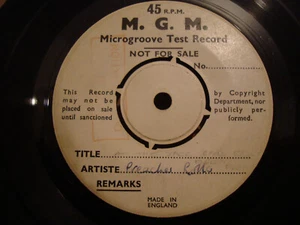 45 R.P.M.
M. G. M.
Microgroove Test Record
NOT FOR SALE
No.
This Record
may not be
placed on sale
until sanctioned
by Copyright
Department, nor
publicly per-
formed.
TITLE
ARTISTE
REMARKS
MADE IN
ENGLAND